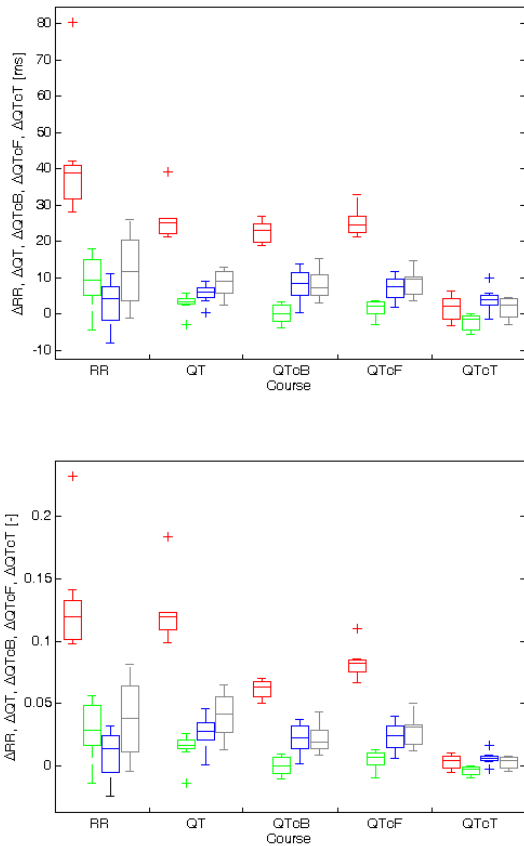 ΔRR, ΔQT, ΔQTcB, ΔQTcF, ΔQTcT [ms]
80
70
60
50
40
30
20
10
0
-10
RR QT QTcB QTcF QTcT
Course
ΔRR, ΔQT, ΔQTcB, ΔQTcF, ΔQTcT [-]
0.2
0.15
0.1
0.05
0
RR QT QTcB QTcF QTcT
Course